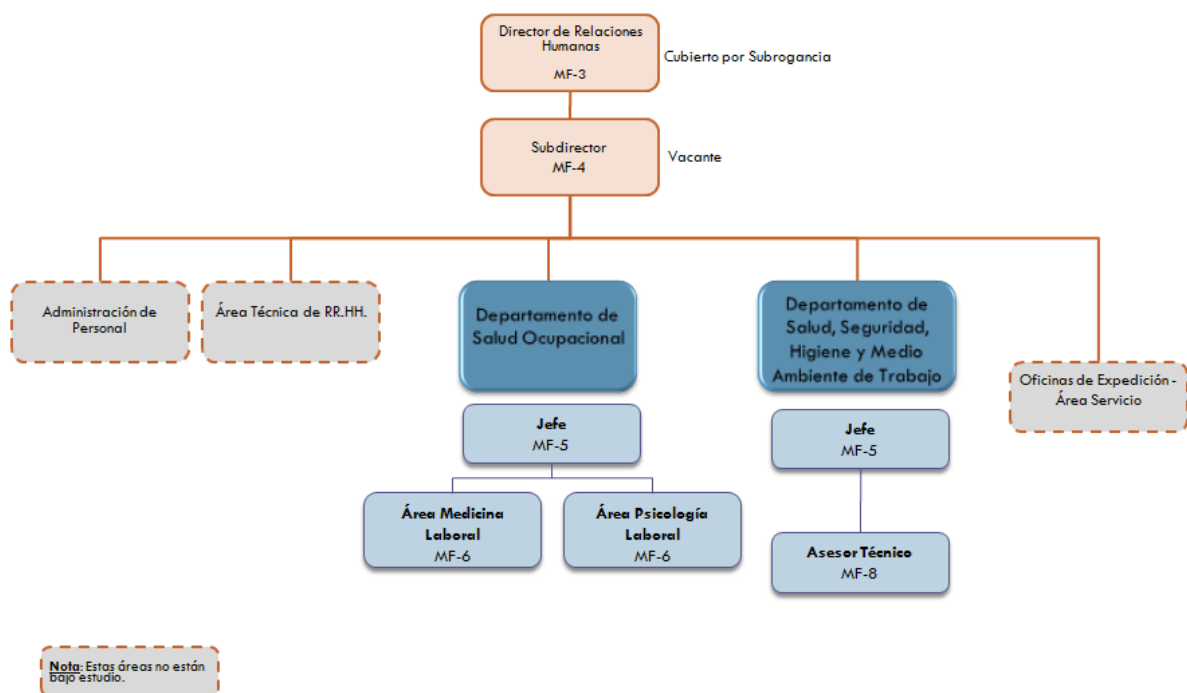 Director de Relaciones
Humanas
MF-3
Cubierto por Subrogancia
Subdirector
MF-4
Vacante
Administración de
Personal
Área Técnica de RR.HH.
Departamento de
Salud Ocupacional
Departamento de
Salud, Seguridad,
Higiene y Medio
Ambiente de Trabajo
Oficinas de Expedición -
Área Servicio
Jefe
MF-5
Jefe
MF-5
Área Medicina
Laboral
MF-6
Área Psicología
Laboral
MF-6
Asesor Técnico
MF-8
Nota: Estas áreas no están
bajo estudio.